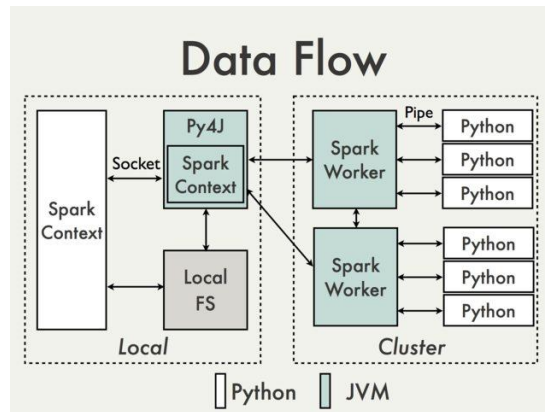 Data Flow
Spark
Context
Socket
Py4J
Spark
Context
Local
FS
Local
Spark
Worker
Spark
Worker
Pipe
Python
Python
Python
Python
Python
Python
Cluster
Python
JVM